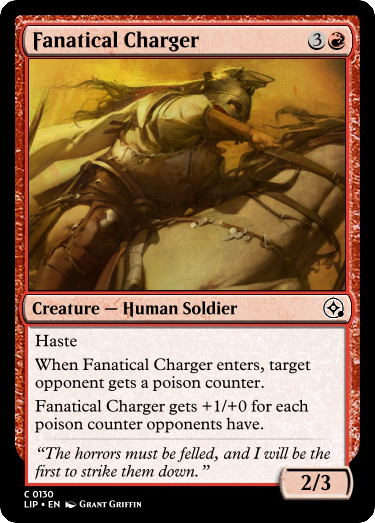 Fanatical Charger 3
Creature — Human Soldier
Haste
When Fanatical Charger enters, target
opponent gets a poison counter.
Fanatical Charger gets +1/+0 for each
poison counter opponents have.
“The horrors must be felled, and I will be the
first to strike them down.”
2/3
C 0130
LIP • EN GRANT GRIFFIN